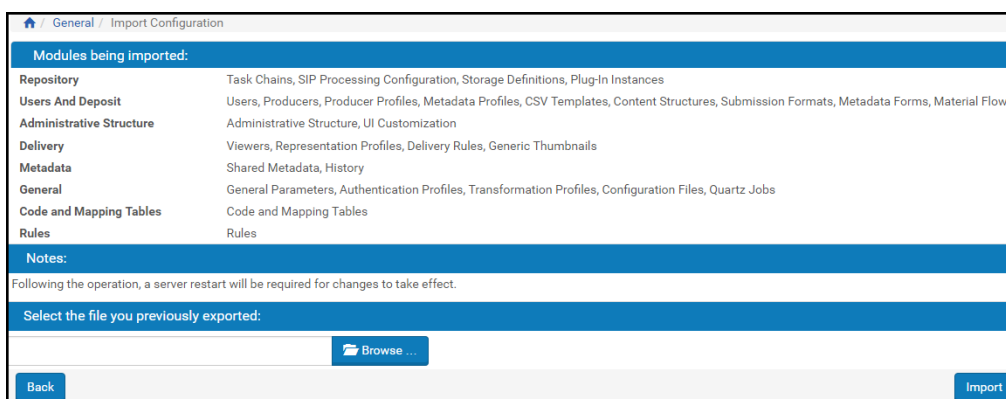 / General / Import Configuration
Modules being imported:
Repository Task Chains, SIP Processing Configuration, Storage Definitions, Plug-In Instances
Users And Deposit Users, Producers, Producer Profiles, Metadata Profiles, CSV Templates, Content Structures, Submission Formats, Metadata Forms, Material Flow
Administrative Structure Administrative Structure, UI Customization
Delivery Viewers, Representation Profiles, Delivery Rules, Generic Thumbnails
Metadata Shared Metadata, History
General General Parameters, Authentication Profiles, Transformation Profiles, Configuration Files, Quartz Jobs
Code and Mapping Tables Code and Mapping Tables
Rules Rules
Notes:
Following the operation, a server restart will be required for changes to take effect.
Select the file you previously exported:
Browse ...
Back Import